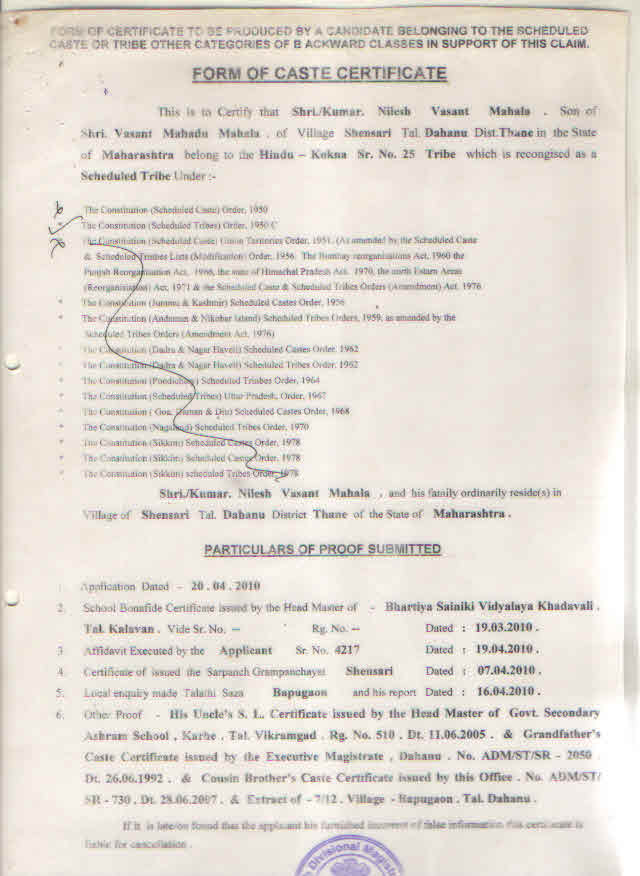 FORM OF CERTIFICATE TO BE PRODUCED BY A CANDIDATE BELONGING TO THE SCHEDULED
CASTE OR TRIBE OTHER CATEGORIES OF B ACKWARD CLASSES IN SUPPORT OF THIS CLAIM.
FORM OF CASTE CERTIFICATE
This is to Certify that Shri./Kumar. Nilesh Vasant Mahala . Son of
Shri. Vasant Mahadu Mahala . of Village Shensari Tal. Dahanu Dist.Thane in the State
of Maharashtra belong to the Hindu – Kokna Sr. No. 25 Tribe which is recongised as a
Scheduled Tribe Under :-
The Constitution (Scheduled Caste) Order, 1950
* The Constitution (Scheduled Tribes) Order, 1950 C
The Constitution (Scheduled Caste) Union Tarritories Order, 1951. (As amended by the Scheduled Caste
& Scheduled Trisbes Lists (Modification) Order, 1956. The Bombay reorganisations Act, 1960 the
Punjab Reorganisation Act, 1966, the state of Himachal Pradesh Act. 1970, the north Estarn Areas
(Reorganisiation) Act, 1971 & the Scheduled Caste & Scheduled Tribes Orders (Amendment) Act. 1976
* The Constitution (Jammu & Kashmir) Scheduled Castes Order, 1956
* The Constitution (Andaman & Nikobar Island) Scheduled Tribes Orders, 1959, as amended by the
Scheduled Tribes Orders (Amendment Act, 1976)
* The Constitution (Dadra & Nagar Haveli) Scheduled Castes Order, 1962
* The Constitution (Dadra & Nagar Haveli) Scheduled Tribes Order, 1962
* The Constitution (Pondichery) Scheduled Trinbes Order, 1964
* The Constitution (Scheduled Tribes) Uttar Pradesh, Order, 1967
* The Constitution ( Goa, Daman & Diu) Scheduled Castes Order, 1968
* The Constitution (Nagaland) Scheduled Tribes Order, 1970
* The Constitution (Sikkim) Scheduled Castes Order, 1978
* The Constitution (Sikkim) Scheduled Castes Order, 1978
* The Constitution (Sikkim) scheduled Tribes Order, 1978
Shri./Kumar. Nilesh Vasant Mahala , and his family ordinarily reside(s) in
Village of Shensari Tal. Dahanu District Thane of the State of Maharashtra .
PARTICULARS OF PROOF SUBMITTED
1. Application Dated - 20 . 04 . 2010
2. School Bonafide Certificate issued by the Head Master of - Bhartiya Sainiki Vidyalaya Khadavali .
Tal. Kalavan . Vide Sr. No. -- Rg. No. -- Dated : 19.03.2010 .
3. Affidavit Executed by the Applicant Sr. No. 4217 Dated : 19.04.2010 .
4. Certificate of issued the Sarpanch Grampanchayat Shensari Dated : 07.04.2010 .
5. Local enquiry made Talathi Saza Bapugaon and his report Dated : 16.04.2010 .
6. Other Proof - His Uncle's S. L. Certificate issued by the Head Master of Govt. Secondary
Ashram School , Karhe . Tal. Vikramgad . Rg. No. 510 . Dt. 11.06.2005 . & Grandfather's
Caste Certificate issued by the Executive Magistrate , Dahanu . No. ADM/ST/SR - 2050 .
Dt. 26.06.1992 . & Cousin Brother's Caste Certificate issued by this Office . No. ADM/ST/
SR - 730 . Dt. 28.06.2007 . & Extract of - 7/12 . Village - Bapugaon . Tal. Dahanu .
If it is lateron found that the applicant his furnished incorrect of false information this certificate is
liable for cancellation .
Divisional Magist